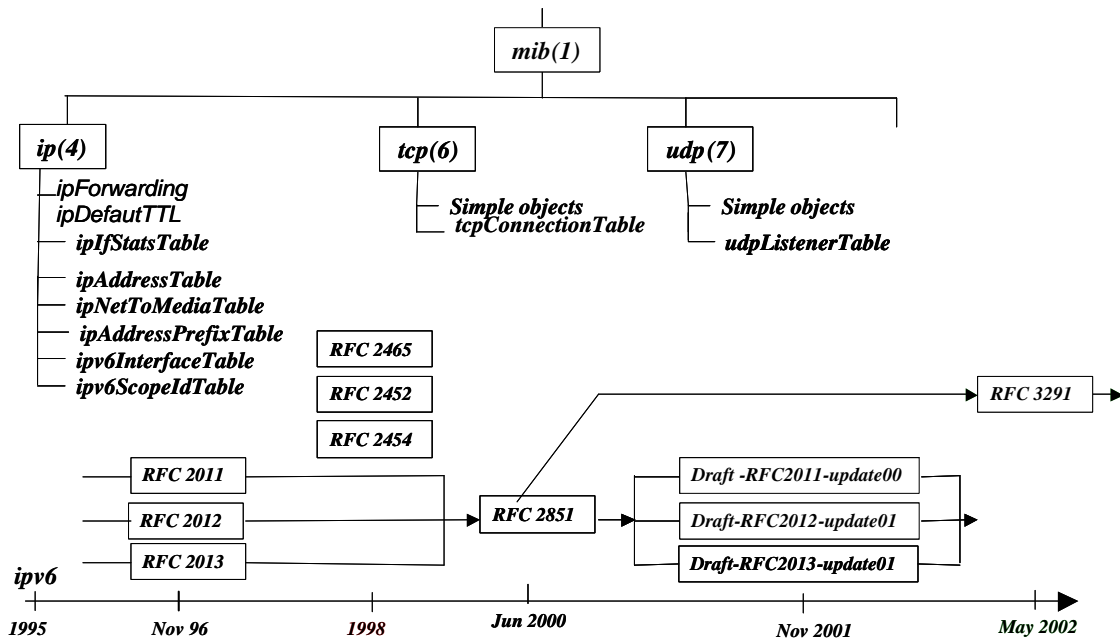 mib(1)
ip(4)
tcp(6)
udp(7)
ipForwarding
ipDefautTTL
ipIfStatsTable
ipAddressTable
ipNetToMediaTable
ipAddressPrefixTable
ipv6InterfaceTable
ipv6ScopeIdTable
Simple objects
tcpConnectionTable
Simple objects
udpListenerTable
RFC 2465
RFC 2452
RFC 2454
RFC 3291
RFC 2011
RFC 2012
RFC 2013
RFC 2851
Draft -RFC2011-update00
Draft-RFC2012-update01
Draft-RFC2013-update01
ipv6
1995
Nov 96
1998
Jun 2000
Nov 2001
May 2002